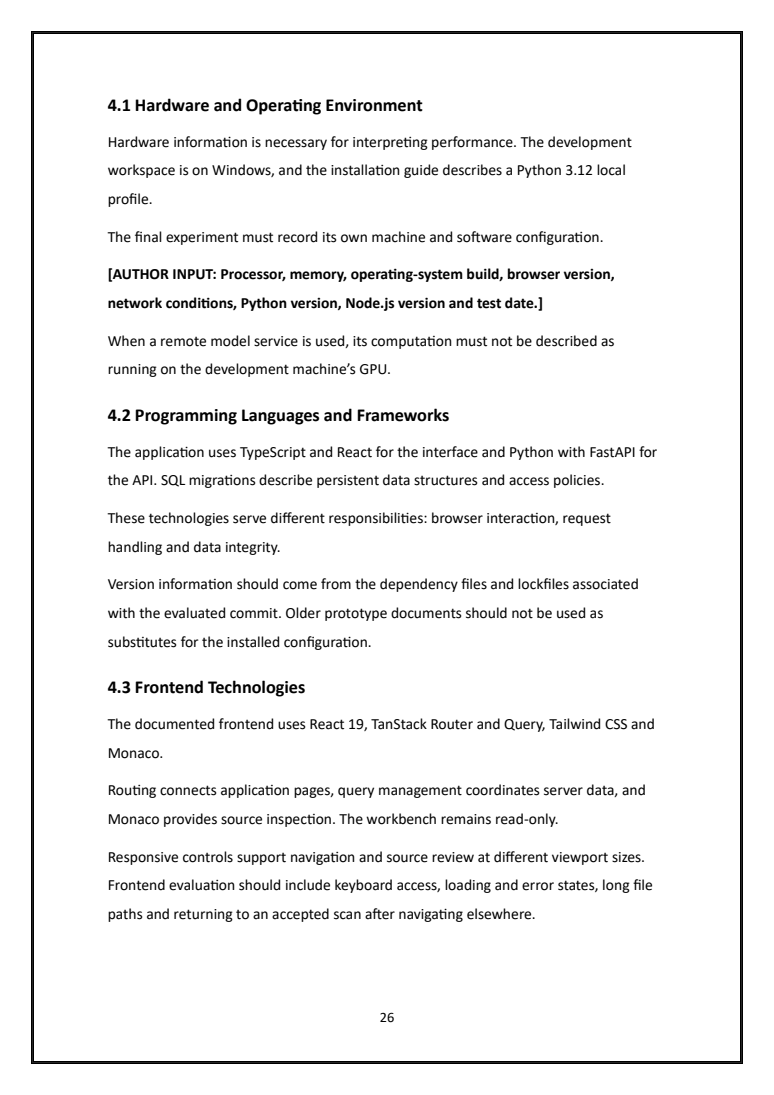 4.1 Hardware and Operating Environment
Hardware information is necessary for interpreting performance. The development
workspace is on Windows, and the installation guide describes a Python 3.12 local
profile.
The final experiment must record its own machine and software configuration.
[AUTHOR INPUT: Processor, memory, operating-system build, browser version,
network conditions, Python version, Node.js version and test date.]
When a remote model service is used, its computation must not be described as
running on the development machine’s GPU.
4.2 Programming Languages and Frameworks
The application uses TypeScript and React for the interface and Python with FastAPI for
the API. SQL migrations describe persistent data structures and access policies.
These technologies serve different responsibilities: browser interaction, request
handling and data integrity.
Version information should come from the dependency files and lockfiles associated
with the evaluated commit. Older prototype documents should not be used as
substitutes for the installed configuration.
4.3 Frontend Technologies
The documented frontend uses React 19, TanStack Router and Query, Tailwind CSS and
Monaco.
Routing connects application pages, query management coordinates server data, and
Monaco provides source inspection. The workbench remains read-only.
Responsive controls support navigation and source review at different viewport sizes.
Frontend evaluation should include keyboard access, loading and error states, long file
paths and returning to an accepted scan after navigating elsewhere.
26